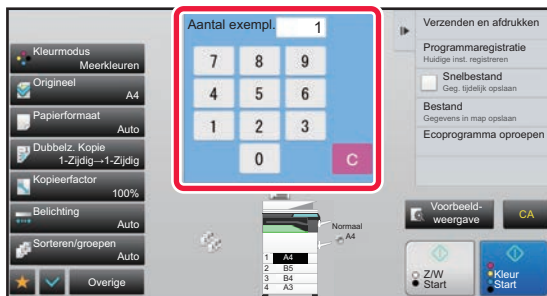 Aantal exempl.
1
7 8 9
4 5 6
1 2 3
0 C
Kleurmodus
Meerkleuren
Origineel
A4
Papierformaat
Auto
Dubbelz. Kopie
1-Zijdig→1-Zijdig
Kopieerfactor
100%
Belichting
Auto
Sorteren/groepen
Auto
Overige
Normaal
A4
1 A4
2 B5
3 B4
4 A3
Verzenden en afdrukken
Programmaregistratie
Huidige inst. registreren
Snelbestand
Geg. tijdelijk opslaan
Bestand
Gegevens in map opslaan
Ecoprogramma oproepen
Voorbeeld-
weergave
CA
Z/W
Start
Kleur
Start